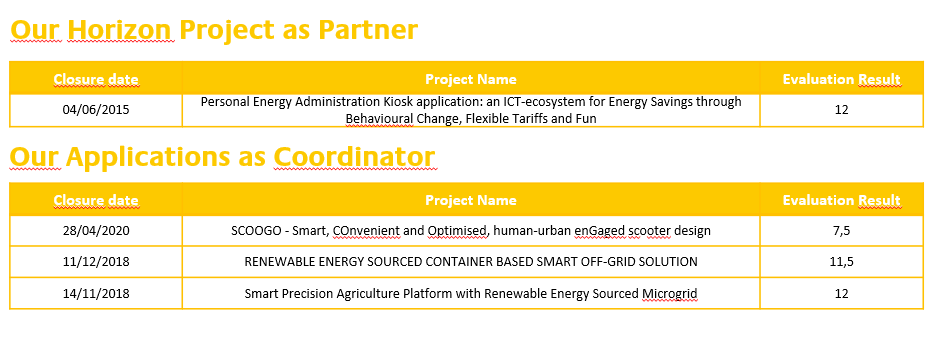 Our Horizon Project as Partner
Closure date Project Name Evaluation Result
04/06/2015 Personal Energy Administration Kiosk application: an ICT-ecosystem for Energy Savings through
Behavioural Change, Flexible Tariffs and Fun 12
Our Applications as Coordinator
Closure date Project Name Evaluation Result
28/04/2020 SCOOGO - Smart, COnvenient and Optimised, human-urban enGaged scooter design 7,5
11/12/2018 RENEWABLE ENERGY SOURCED CONTAINER BASED SMART OFF-GRID SOLUTION 11,5
14/11/2018 Smart Precision Agriculture Platform with Renewable Energy Sourced Microgrid 12